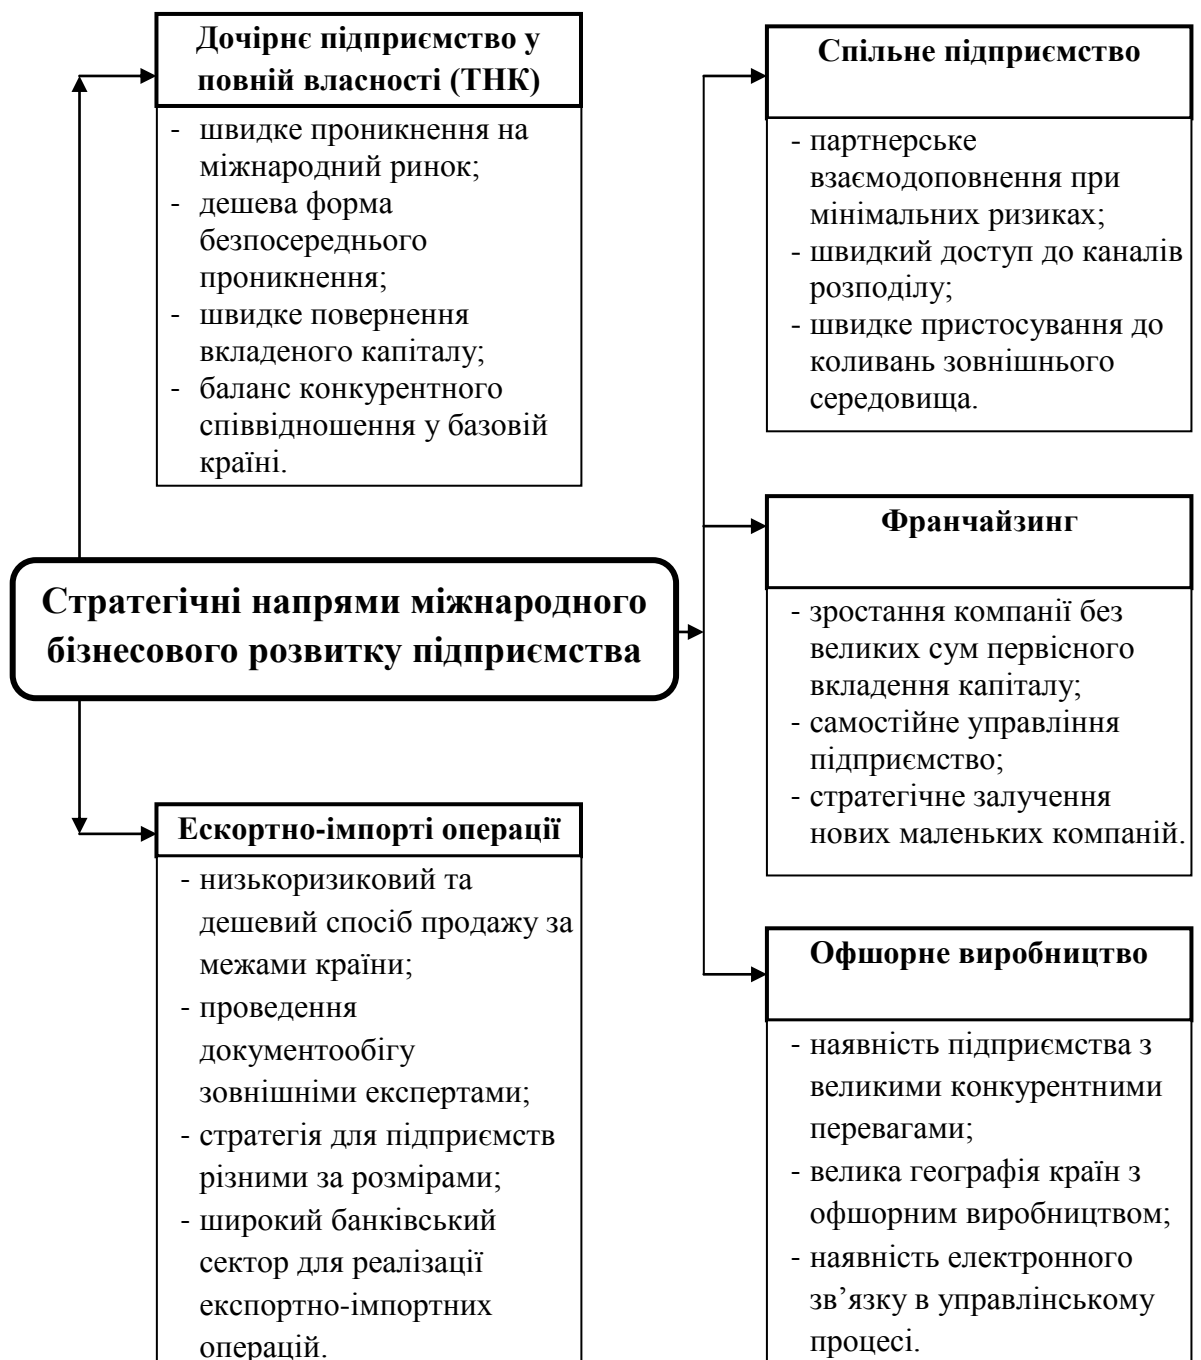 Дочірнє підприємство у
повній власності (ТНК)
- швидке проникнення на
міжнародний ринок;
- дешева форма
безпосереднього
проникнення;
- швидке повернення
вкладеного капіталу;
- баланс конкурентного
співвідношення у базовій
країні.
Спільне підприємство
- партнерське
взаємодоповнення при
мінімальних ризиках;
- швидкий доступ до каналів
розподілу;
- швидке пристосування до
коливань зовнішнього
середовища.
Стратегічні напрями міжнародного
бізнесового розвитку підприємства
Франчайзинг
- зростання компанії без
великих сум первісного
вкладення капіталу;
- самостійне управління
підприємство;
- стратегічне залучення
нових маленьких компаній.
Ескортно-імпорті операції
- низькоризиковий та
дешевий спосіб продажу за
межами країни;
- проведення
документообігу
зовнішніми експертами;
- стратегія для підприємств
різними за розмірами;
- широкий банківський
сектор для реалізації
експортно-імпортних
операцій.
Офшорне виробництво
- наявність підприємства з
великими конкурентними
перевагами;
- велика географія країн з
офшорним виробництвом;
- наявність електронного
зв’язку в управлінському
процесі.